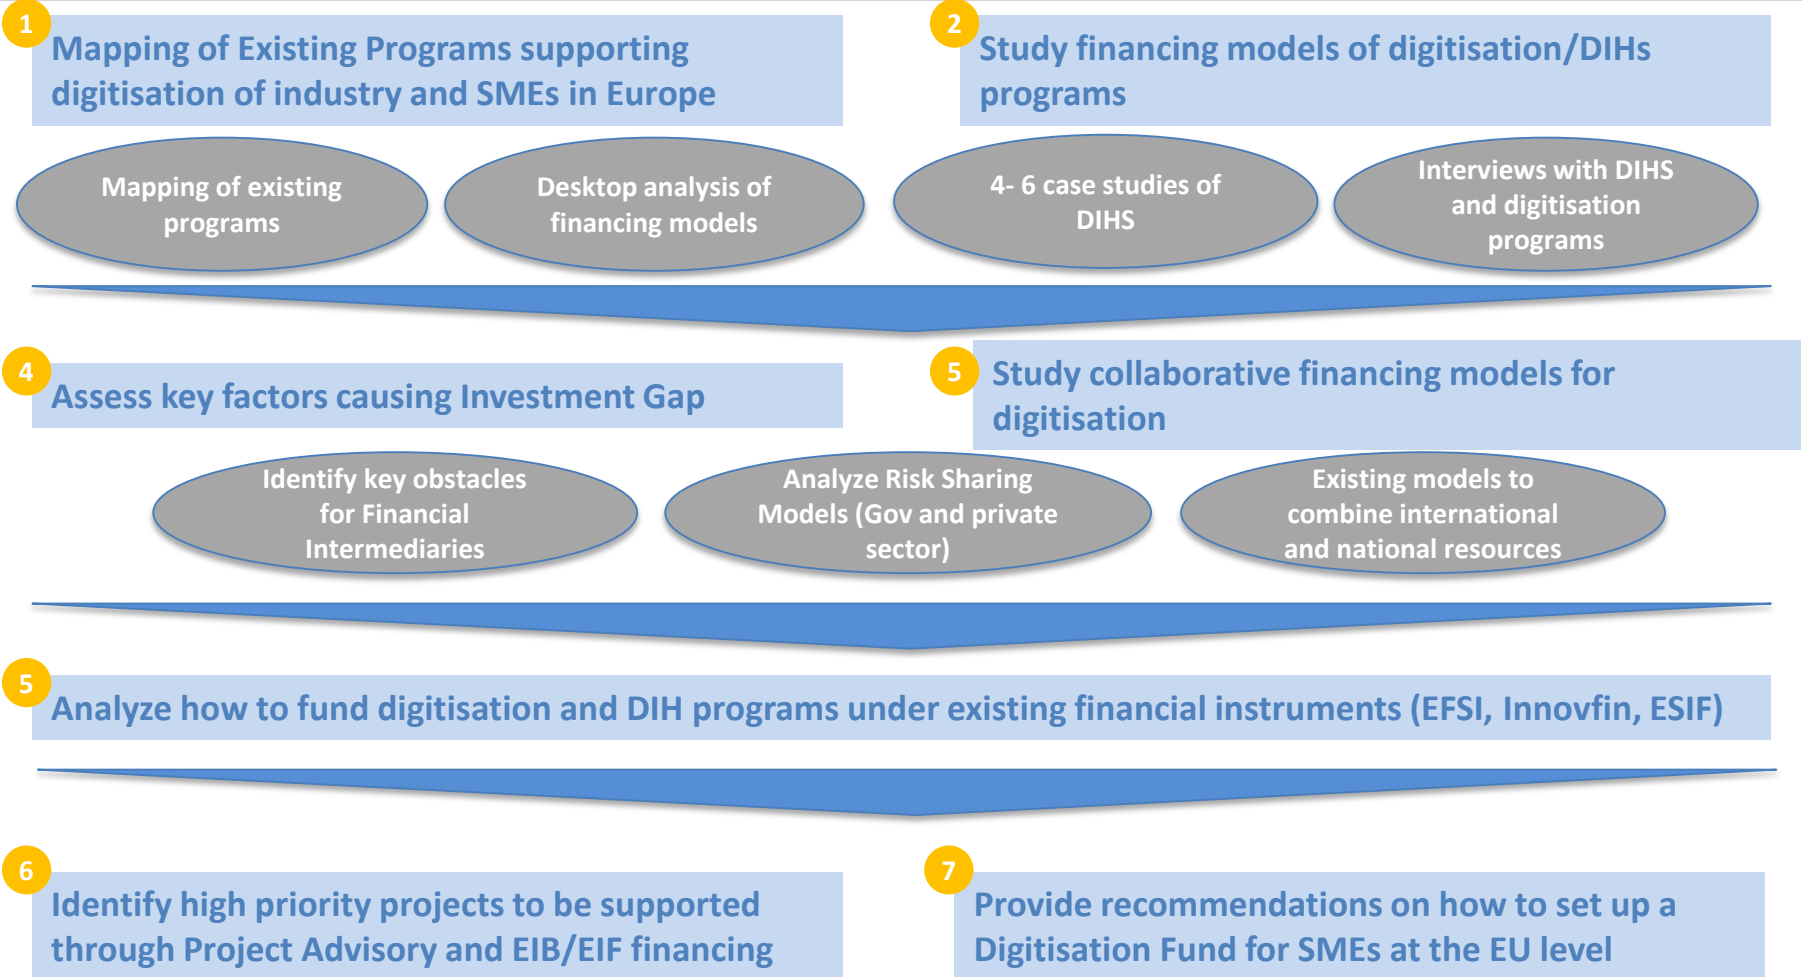 1
Mapping of Existing Programs supporting
digitisation of industry and SMEs in Europe
2
Study financing models of digitisation/DIHs
programs
Mapping of existing
programs
Desktop analysis of
financing models
4- 6 case studies of
DIHS
Interviews with DIHS
and digitisation
programs
4
Assess key factors causing Investment Gap
5
Study collaborative financing models for
digitisation
Identify key obstacles
for Financial
Intermediaries
Analyze Risk Sharing
Models (Gov and private
sector)
Existing models to
combine international
and national resources
5
Analyze how to fund digitisation and DIH programs under existing financial instruments (EFSI, Innovfin, ESIF)
6
Identify high priority projects to be supported
through Project Advisory and EIB/EIF financing
7
Provide recommendations on how to set up a
Digitisation Fund for SMEs at the EU level